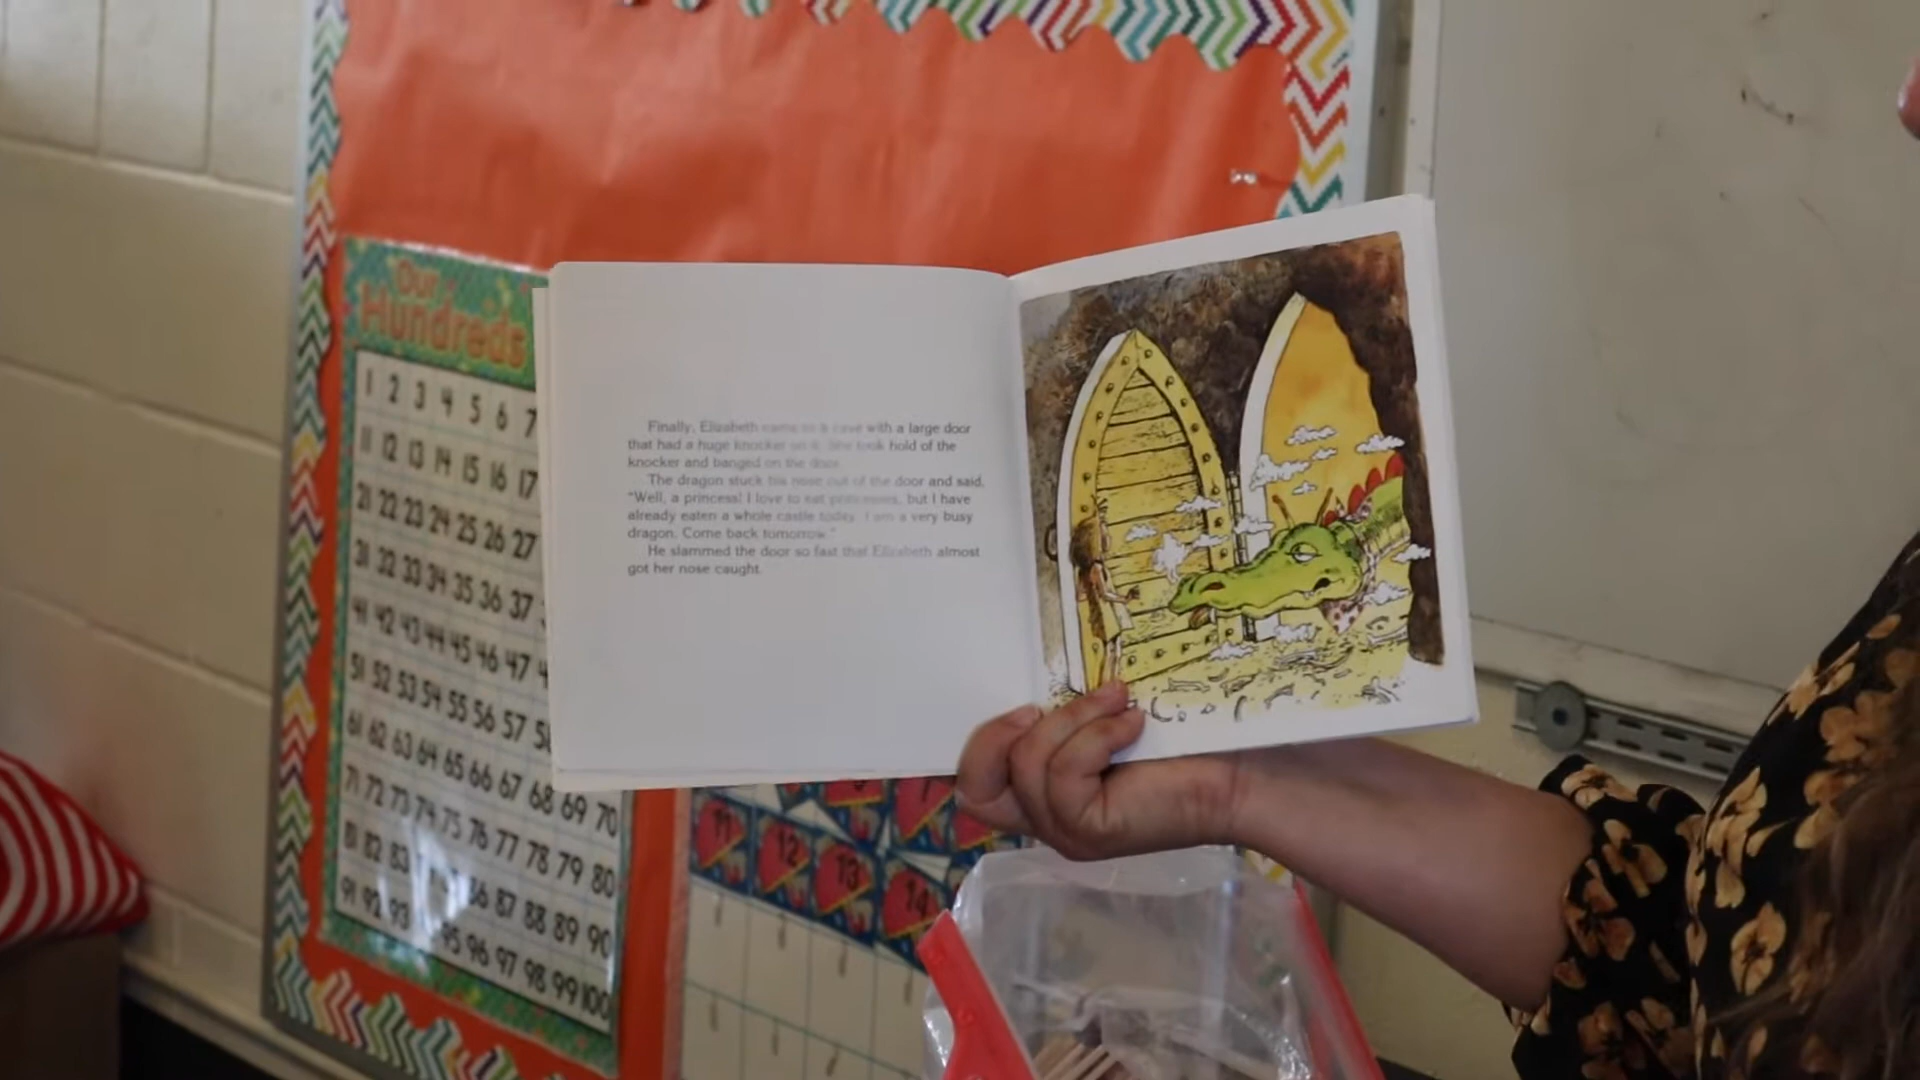 Our
Hundreds
1 2 3 4 5 6 7
11 12 13 14 15 16 17
21 22 23 24 25 26 27
31 32 33 34 35 36 37
41 42 43 44 45 46 47
51 52 53 54 55 56 57
61 62 63 64 65 66 67 68 69 70
71 72 73 74 75 76 77 78 79 80
81 82 83 86 87 88 89 90
91 92 93 95 96 97 98 99 100
Finally, Elizabeth came to a cave with a large door
that had a huge knocker on it. She took hold of the
knocker and banged on the door.
The dragon stuck his nose out of the door and said,
"Well, a princess! I love to eat princesses, but I have
already eaten a whole castle today. I am a very busy
dragon. Come back tomorrow."
He slammed the door so fast that Elizabeth almost
got her nose caught.
11 12 13 14